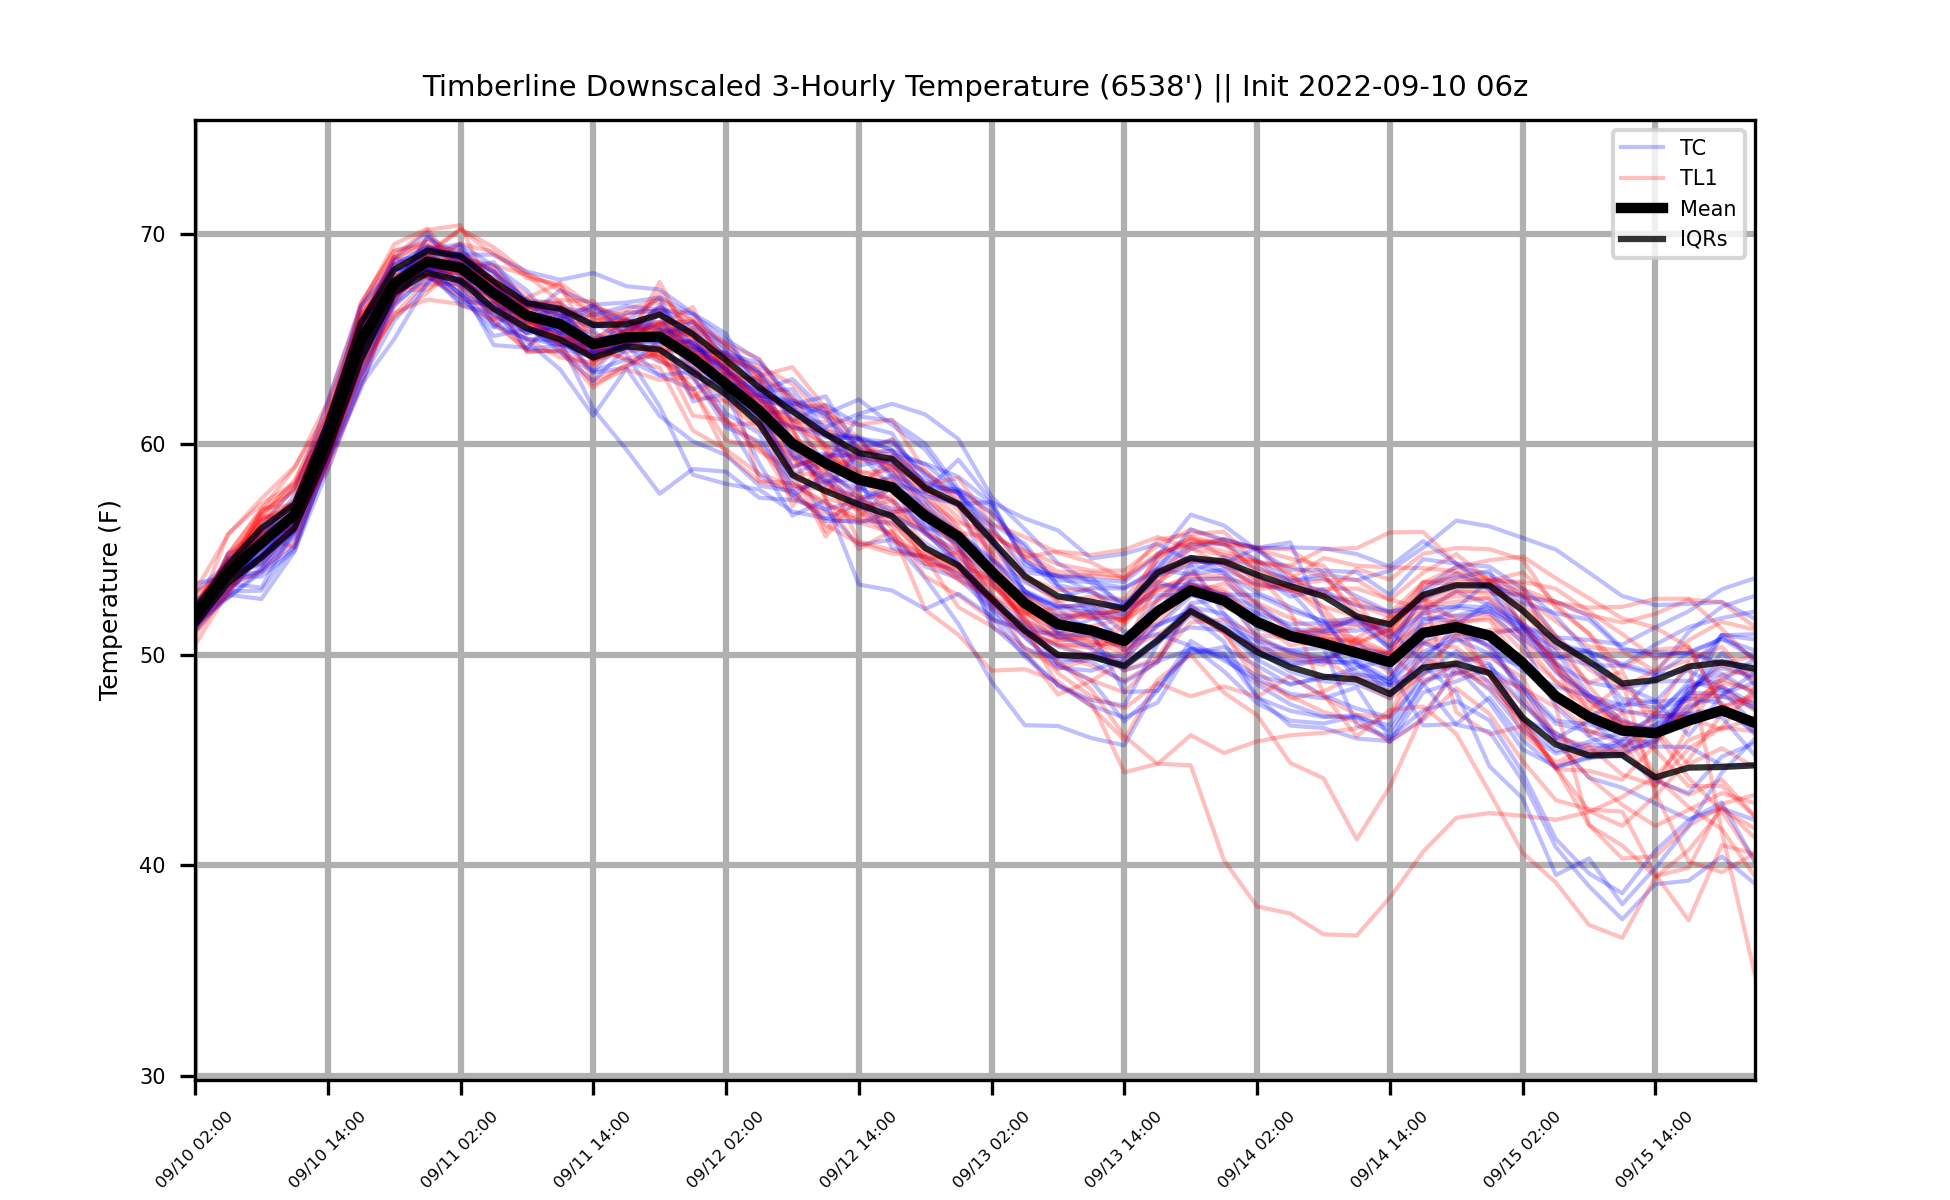 Timberline Downscaled 3-Hourly Temperature (6538') || Init 2022-09-10 06z
TC
TL1
Mean
IQRs
Temperature (F)
70
60
50
40
30
09/10 02:00
09/10 14:00
09/11 02:00
09/11 14:00
09/12 02:00
09/12 14:00
09/13 02:00
09/13 14:00
09/14 02:00
09/14 14:00
09/15 02:00
09/15 14:00